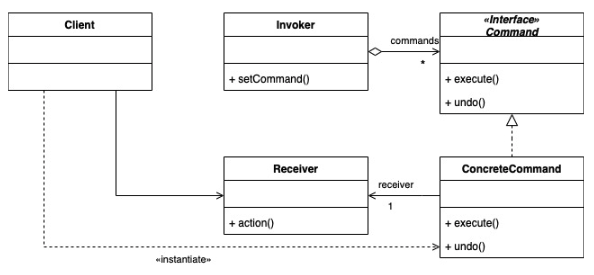 Client
Invoker
+ setCommand()
commands
*
«Interface»
Command
+ execute()
+ undo()
Receiver
+ action()
receiver
1
ConcreteCommand
+ execute()
+ undo()
«instantiate»